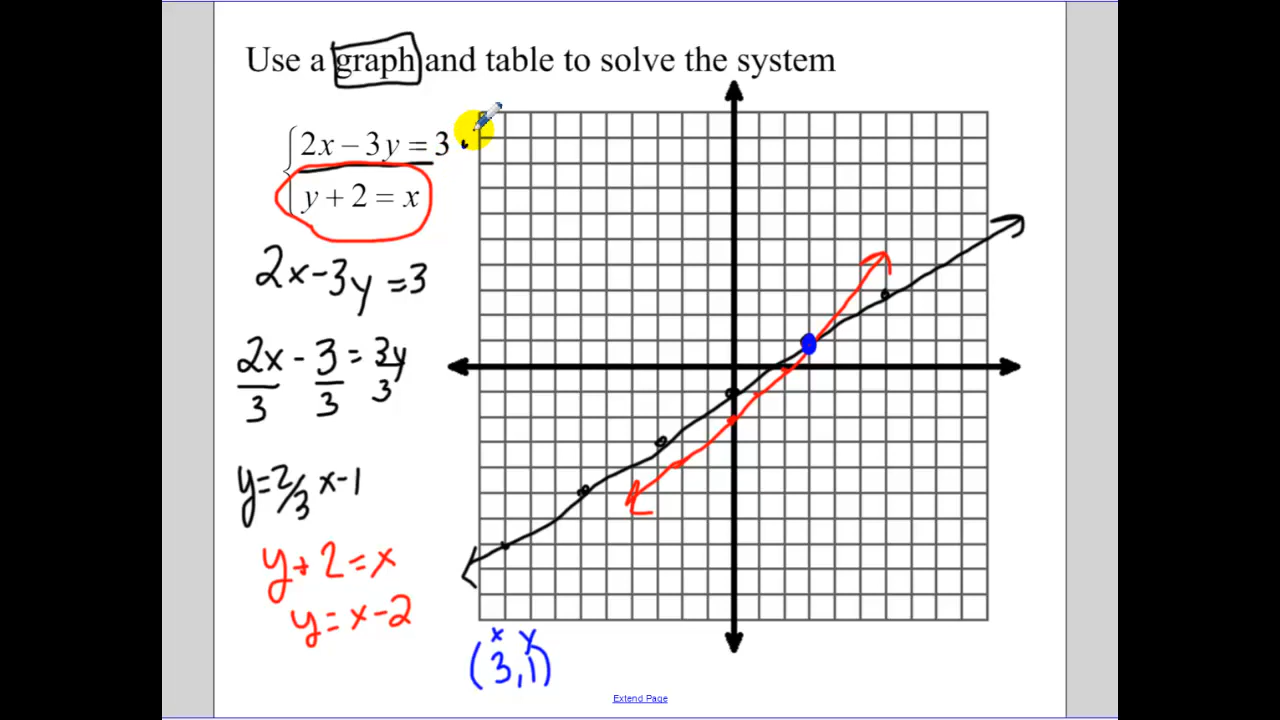 Use a graph and table to solve the system
2x − 3y = 3
y + 2 = x
2x-3y=3
2x/3 - 3/3 = 3y/3
y=2/3 x-1
y+2=x
y=x-2
x y
(3,1)
Extend Page